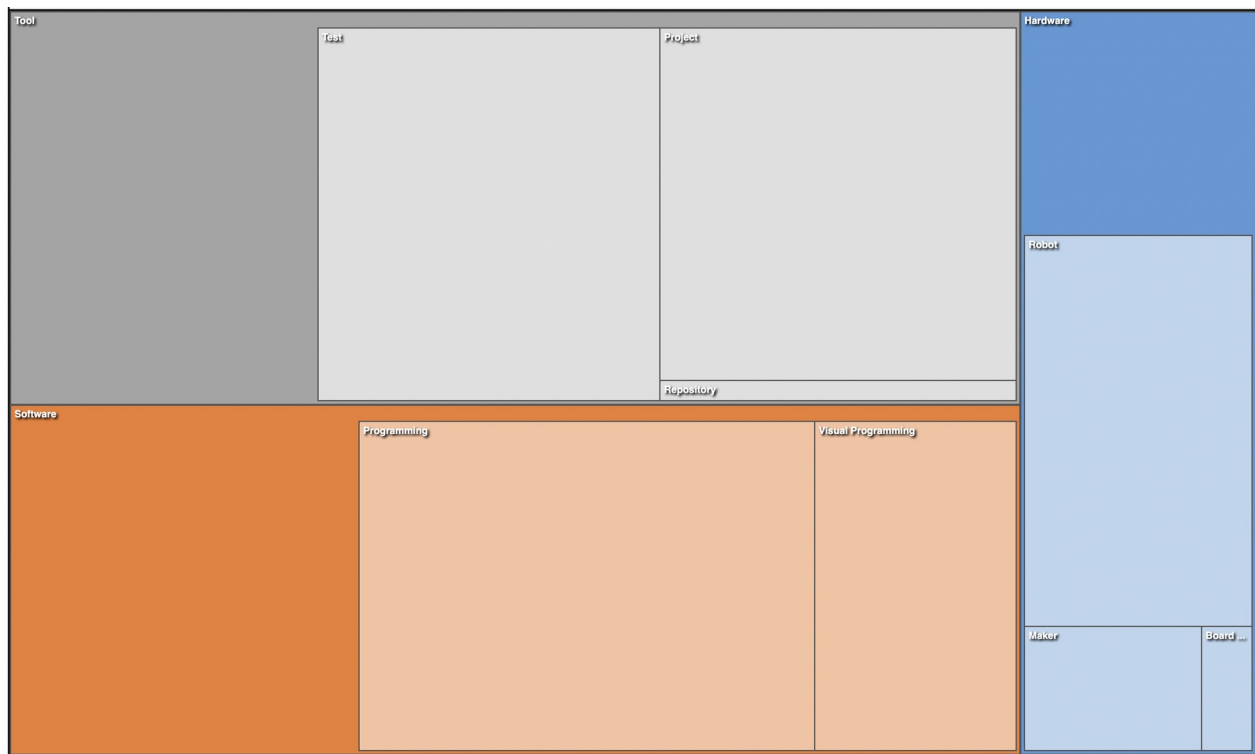 Tool
Hardware
Test
Project
Robot
Repository
Software
Programming
Visual Programming
Maker
Board ...